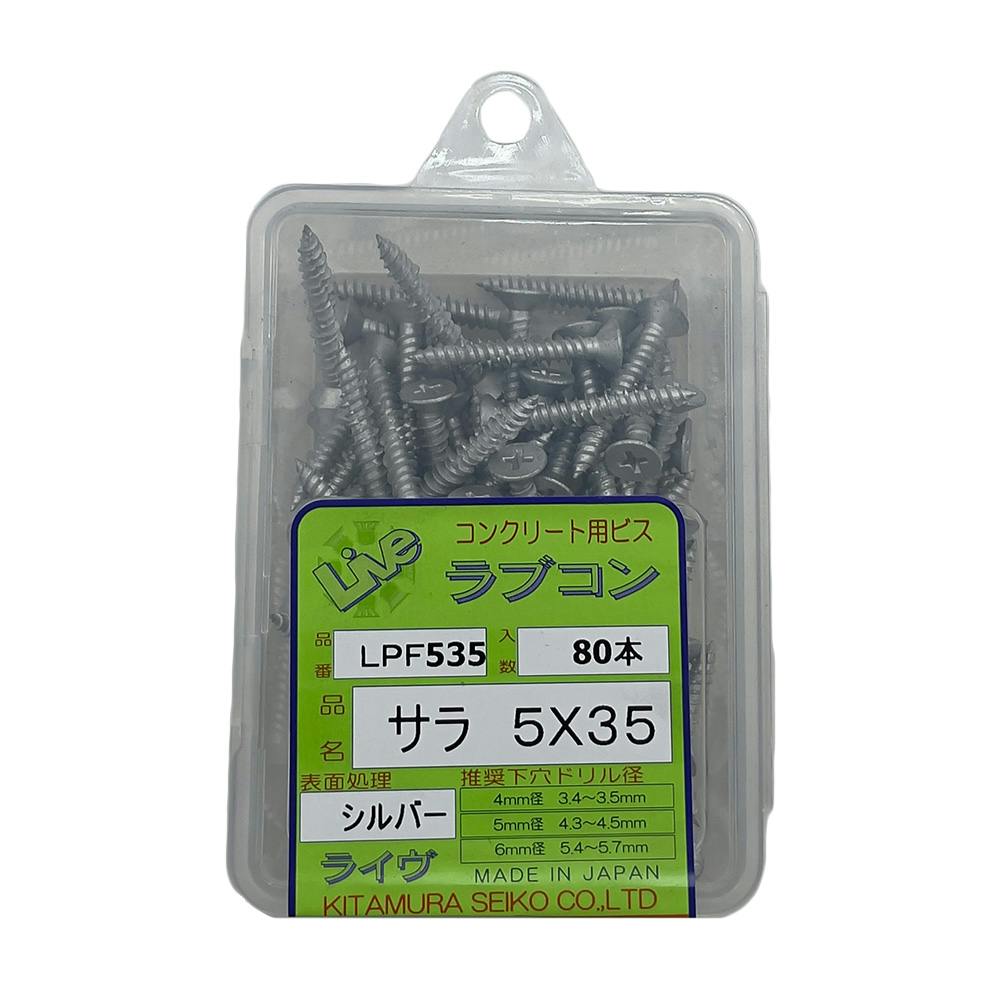 Live
コンクリート用ビス
ラブコン
品番 LPF535 入数 80本
品名 サラ 5X35
表面処理
シルバー
推奨下穴ドリル径
4mm径 3.4～3.5mm
5mm径 4.3～4.5mm
6mm径 5.4～5.7mm
ライヴ
MADE IN JAPAN
KITAMURA SEIKO CO.,LTD